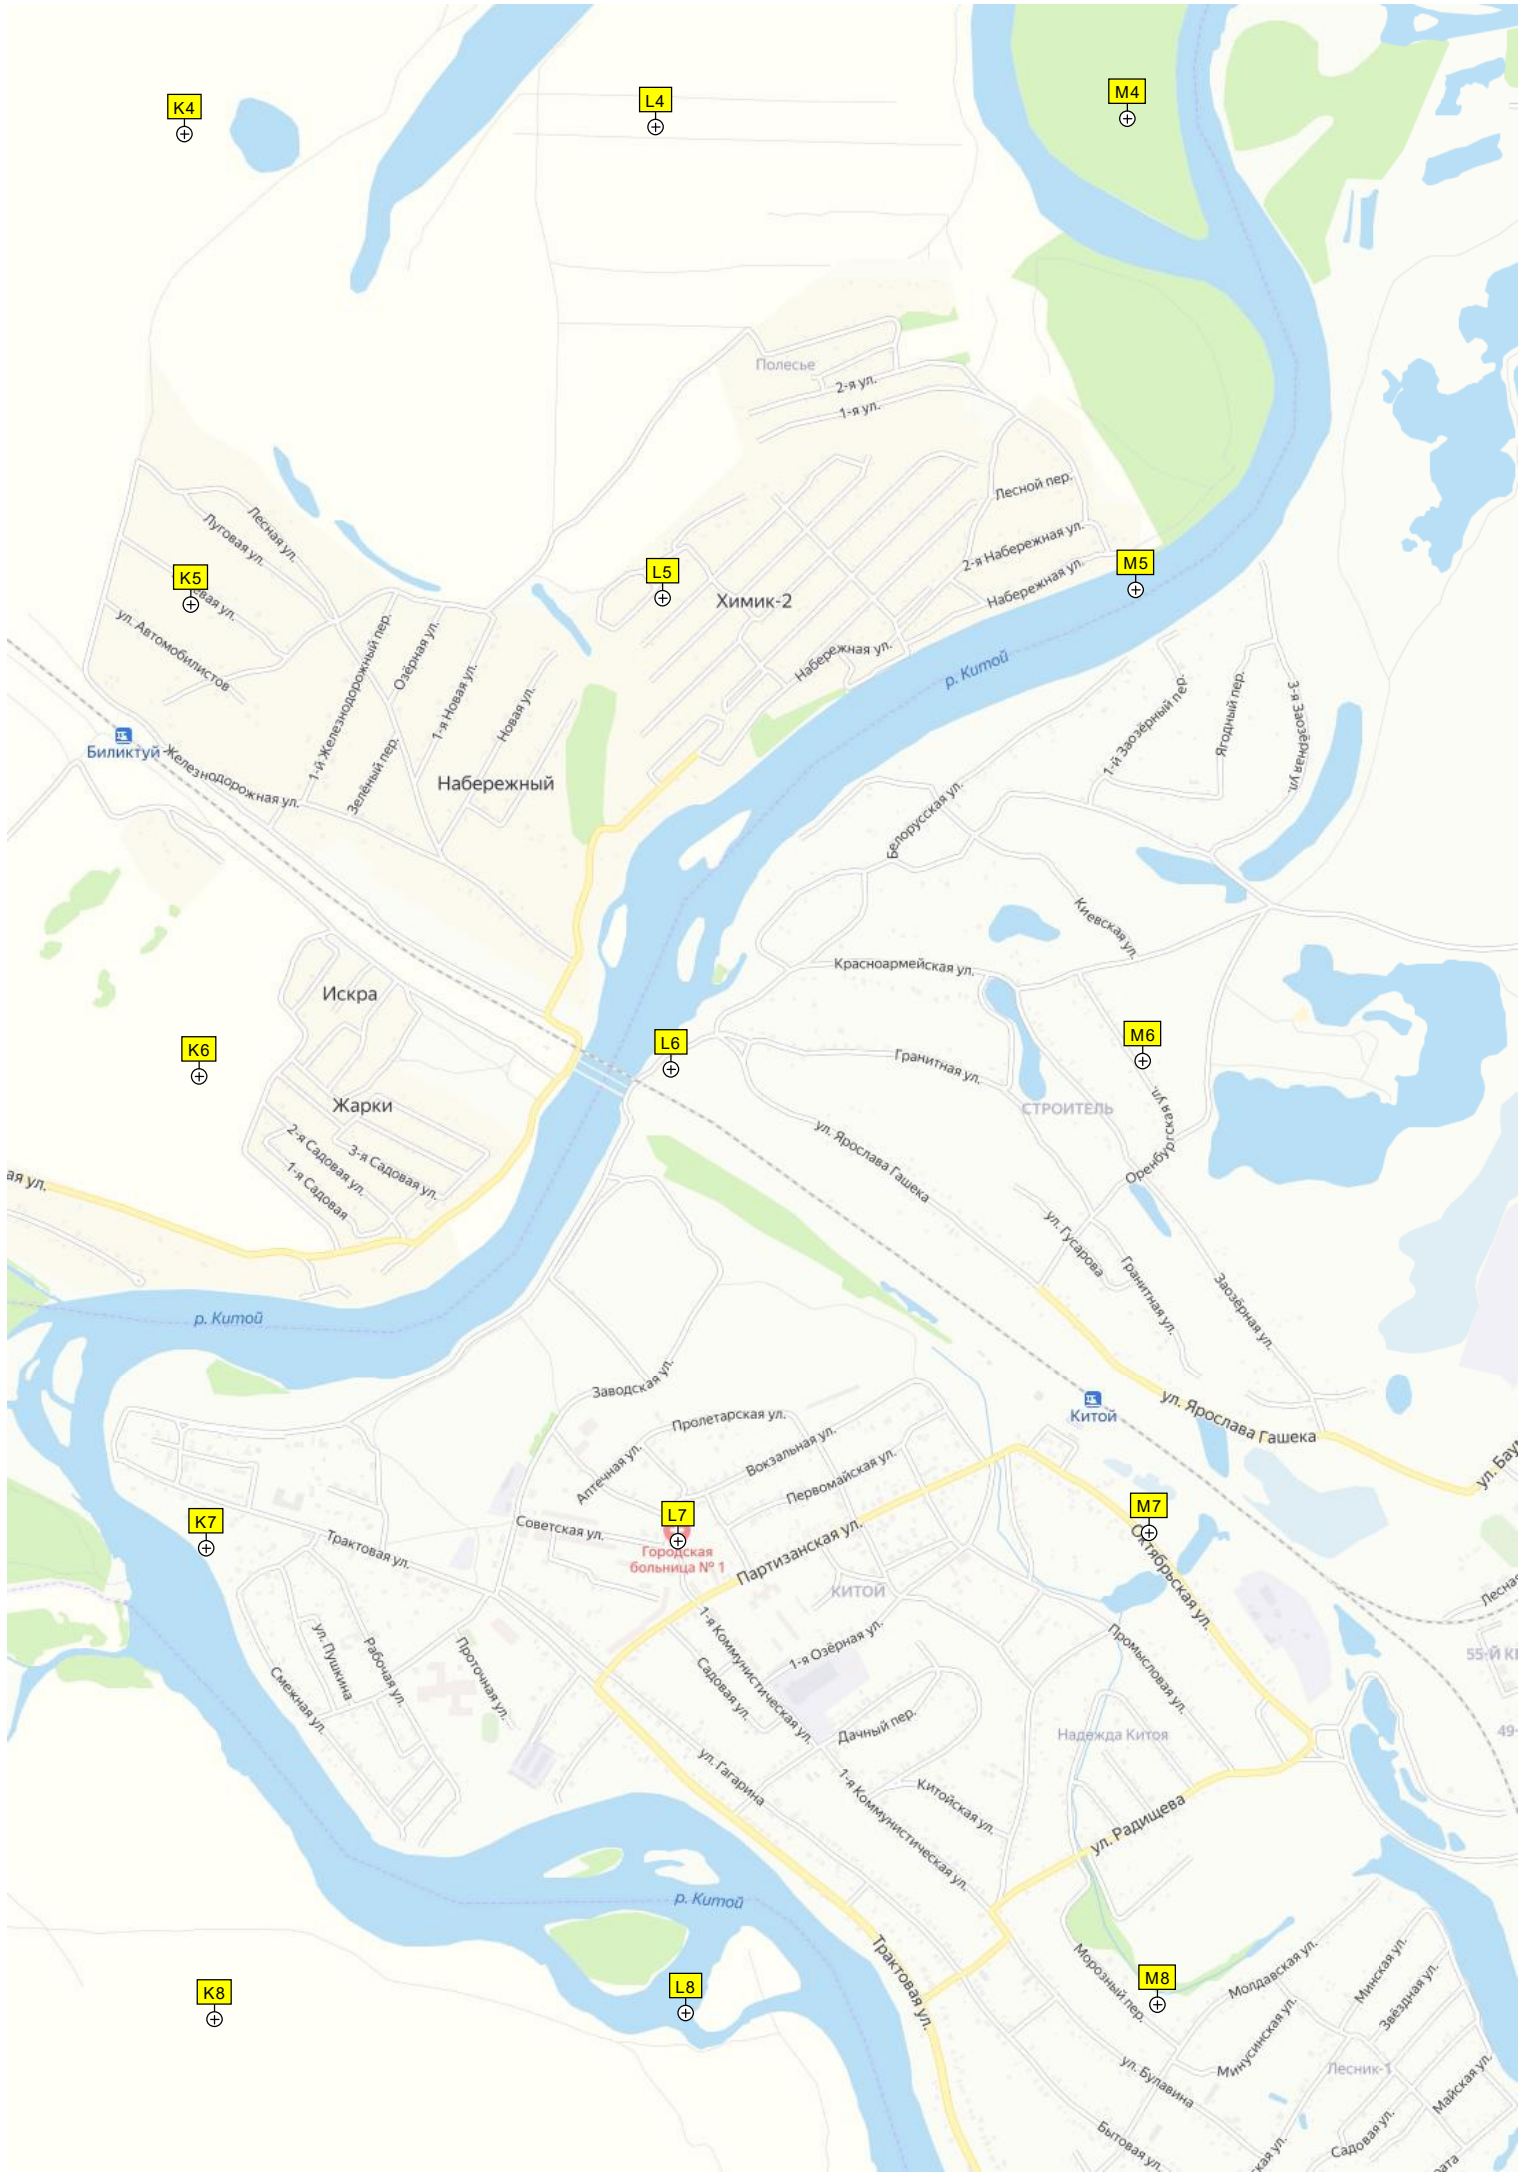 K4
L4
M4
Полесье
2-я ул.
1-я ул.
Лесной пер.
2-я Набережная ул.
Набережная ул.
Лесная ул.
Луговая ул.
K5
L5
M5
Химик-2
ул. Автомобилистов
Набережная ул.
р. Китой
1-й Железнодорожный пер.
Озёрная ул.
1-я Новая ул.
Новая ул.
Зелёный пер.
1-й Заозёрный пер.
Ягодный пер.
3-я Заозёрная ул.
Биликтуй
Железнодорожная ул.
Набережный
Белорусская ул.
Киевская ул.
Красноармейская ул.
Искра
K6
L6
M6
Гранитная ул.
Жарки
СТРОИТЕЛЬ
ул. Ярослава Гашека
Оренбургская ул.
2-я Садовая ул.
3-я Садовая ул.
1-я Садовая
ая ул.
ул. Гусарова
Гранитная ул.
Заозёрная ул.
р. Китой
Заводская ул.
Пролетарская ул.
Китой
ул. Ярослава Гашека
Вокзальная ул.
Аптечная ул.
Первомайская ул.
K7
L7
M7
Советская ул.
Трактовая ул.
Городская
больница № 1
Партизанская ул.
Октябрьская ул.
КИТОЙ
1-я Озёрная ул.
1-я Коммунистическая ул.
Садовая ул.
Промысловая ул.
ул. Пушкина
Рабочая ул.
Проточная ул.
Смежная ул.
Дачный пер.
Надежда Китоя
49-
ул. Гагарина
1-я Коммунистическая ул.
Китойская ул.
ул. Радищева
р. Китой
Трактовая ул.
Морозный пер.
Молдавская ул.
Минская ул.
Звёздная ул.
K8
L8
M8
Минусинская ул.
ул. Булавина
Лесник-1
Майская ул.
Бытовая ул.
Садовая ул.